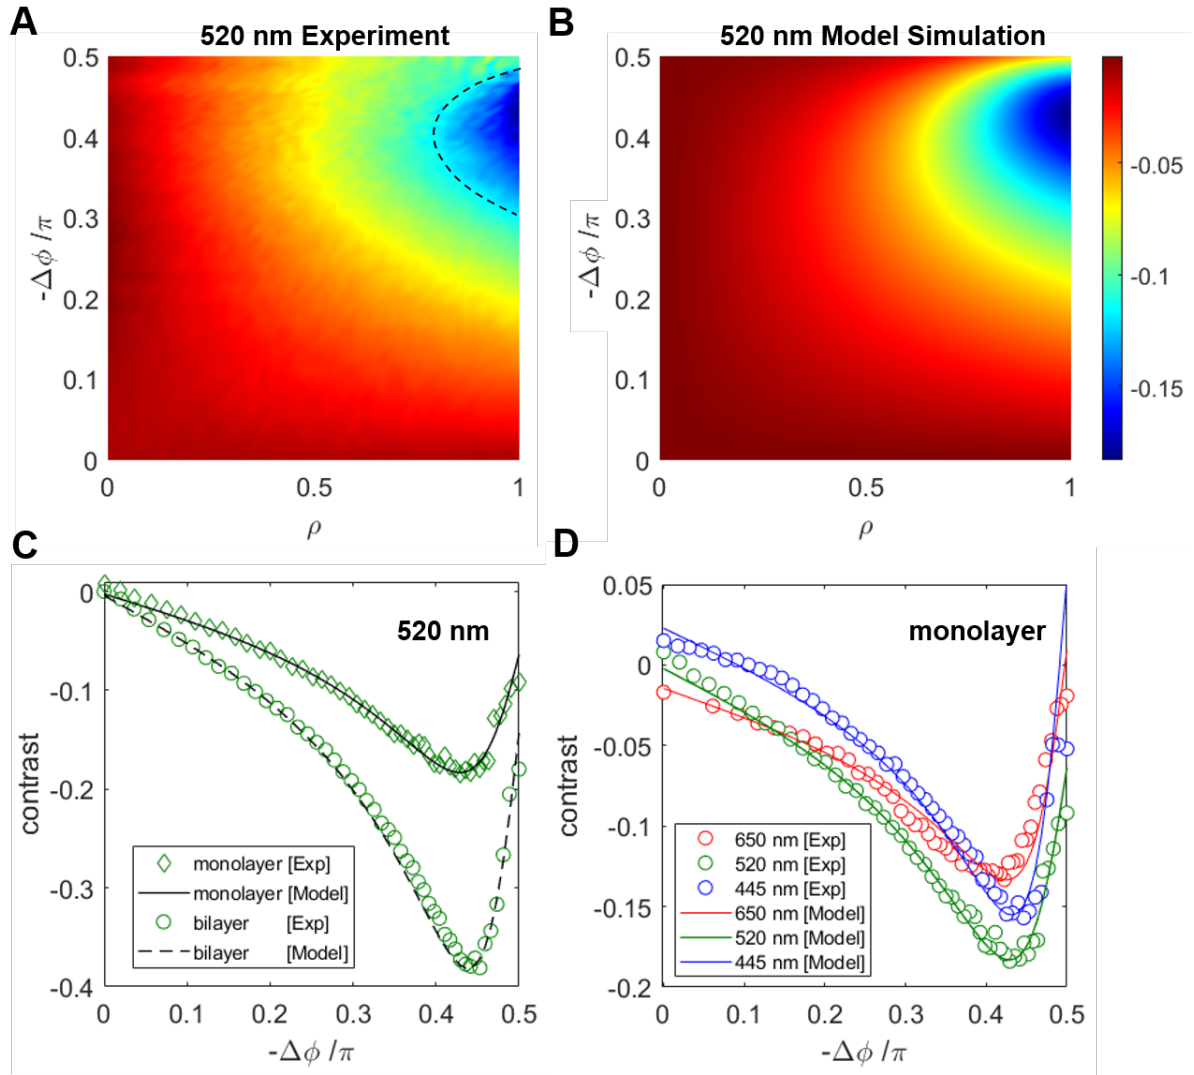 A
520 nm Experiment
0.5
0.4
0.3
0.2
0.1
0
-Δϕ /π
0
0.5
1
ρ
B
520 nm Model Simulation
0.5
0.4
0.3
0.2
0.1
0
-Δϕ /π
0
0.5
1
ρ
-0.05
-0.1
-0.15
C
0
-0.1
-0.2
-0.3
-0.4
contrast
520 nm
monolayer [Exp]
monolayer [Model]
bilayer [Exp]
bilayer [Model]
0
0.1
0.2
0.3
0.4
0.5
-Δϕ /π
D
0.05
0
-0.05
-0.1
-0.15
-0.2
contrast
monolayer
650 nm [Exp]
520 nm [Exp]
445 nm [Exp]
650 nm [Model]
520 nm [Model]
445 nm [Model]
0
0.1
0.2
0.3
0.4
0.5
-Δϕ /π